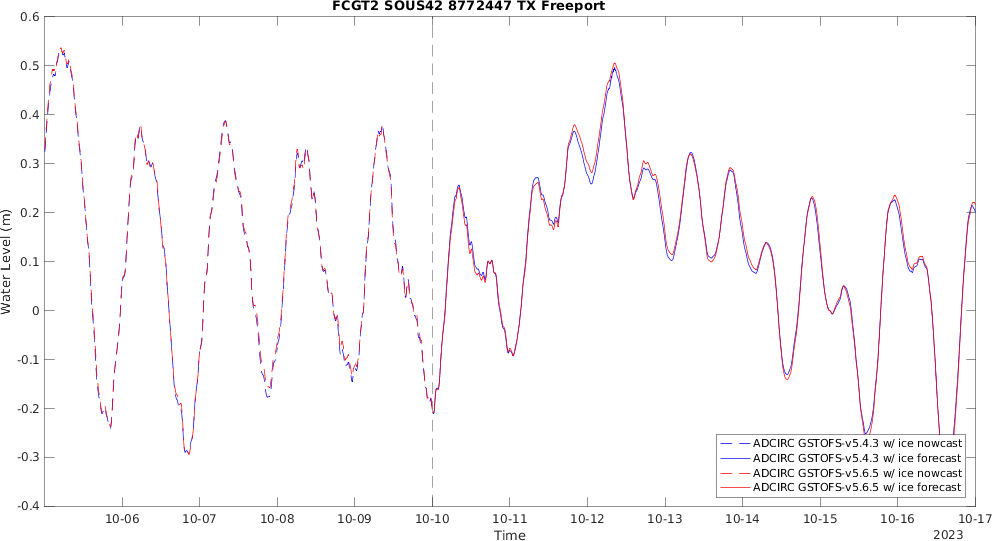 FCGT2 SOUS42 8772447 TX Freeport
Water Level (m)
0.6
0.5
0.4
0.3
0.2
0.1
0
-0.1
-0.2
-0.3
-0.4
ADCIRC GSTOFS-v5.4.3 w/ ice nowcast
ADCIRC GSTOFS-v5.4.3 w/ ice forecast
ADCIRC GSTOFS-v5.6.5 w/ ice nowcast
ADCIRC GSTOFS-v5.6.5 w/ ice forecast
10-06 10-07 10-08 10-09 10-10 10-11 10-12 10-13 10-14 10-15 10-16 10-17
Time
2023